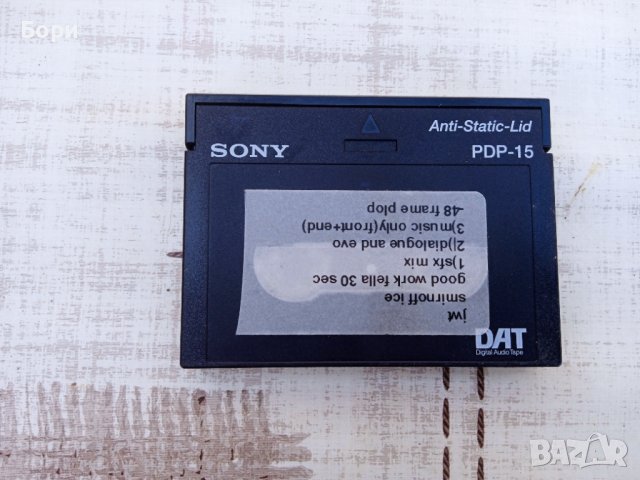 Бори
Anti-Static-Lid
SONY
PDP-15
jwt
smirnoff ice
good work fella 30 sec
1)sfx mix
2|dialogue and evo
3)music only(front+end)
-48 frame plop
DAT
Digital Audio Tape
BAZAR